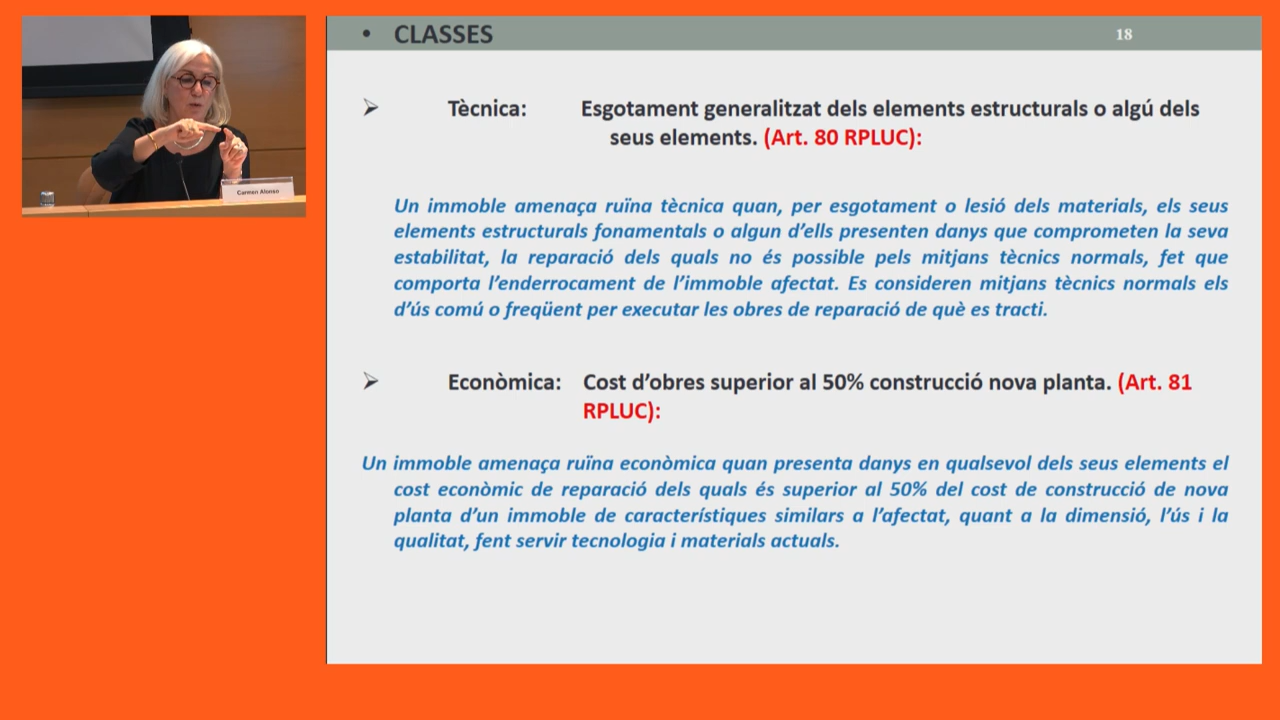 Carmen Alonso
• CLASSES
18
➢ Tècnica: Esgotament generalitzat dels elements estructurals o algú dels
seus elements. (Art. 80 RPLUC):
Un immoble amenaça ruïna tècnica quan, per esgotament o lesió dels materials, els seus
elements estructurals fonamentals o algun d’ells presenten danys que comprometen la seva
estabilitat, la reparació dels quals no és possible pels mitjans tècnics normals, fet que
comporta l’enderrocament de l’immoble afectat. Es consideren mitjans tècnics normals els
d’ús comú o freqüent per executar les obres de reparació de què es tracti.
➢ Econòmica: Cost d’obres superior al 50% construcció nova planta. (Art. 81
RPLUC):
Un immoble amenaça ruïna econòmica quan presenta danys en qualsevol dels seus elements el
cost econòmic de reparació dels quals és superior al 50% del cost de construcció de nova
planta d’un immoble de característiques similars a l’afectat, quant a la dimensió, l’ús i la
qualitat, fent servir tecnologia i materials actuals.